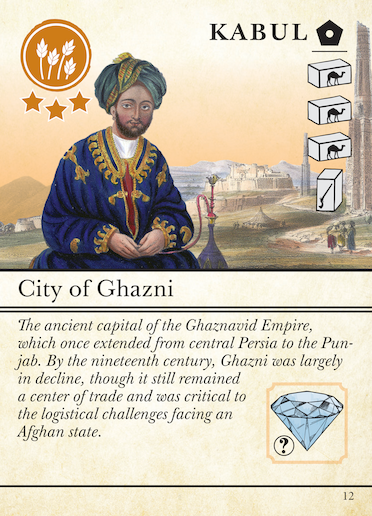 KABUL
City of Ghazni
The ancient capital of the Ghaznavid Empire,
which once extended from central Persia to the Pun-
jab. By the nineteenth century, Ghazni was largely
in decline, though it still remained
a center of trade and was critical to
the logistical challenges facing an
Afghan state.
?
12